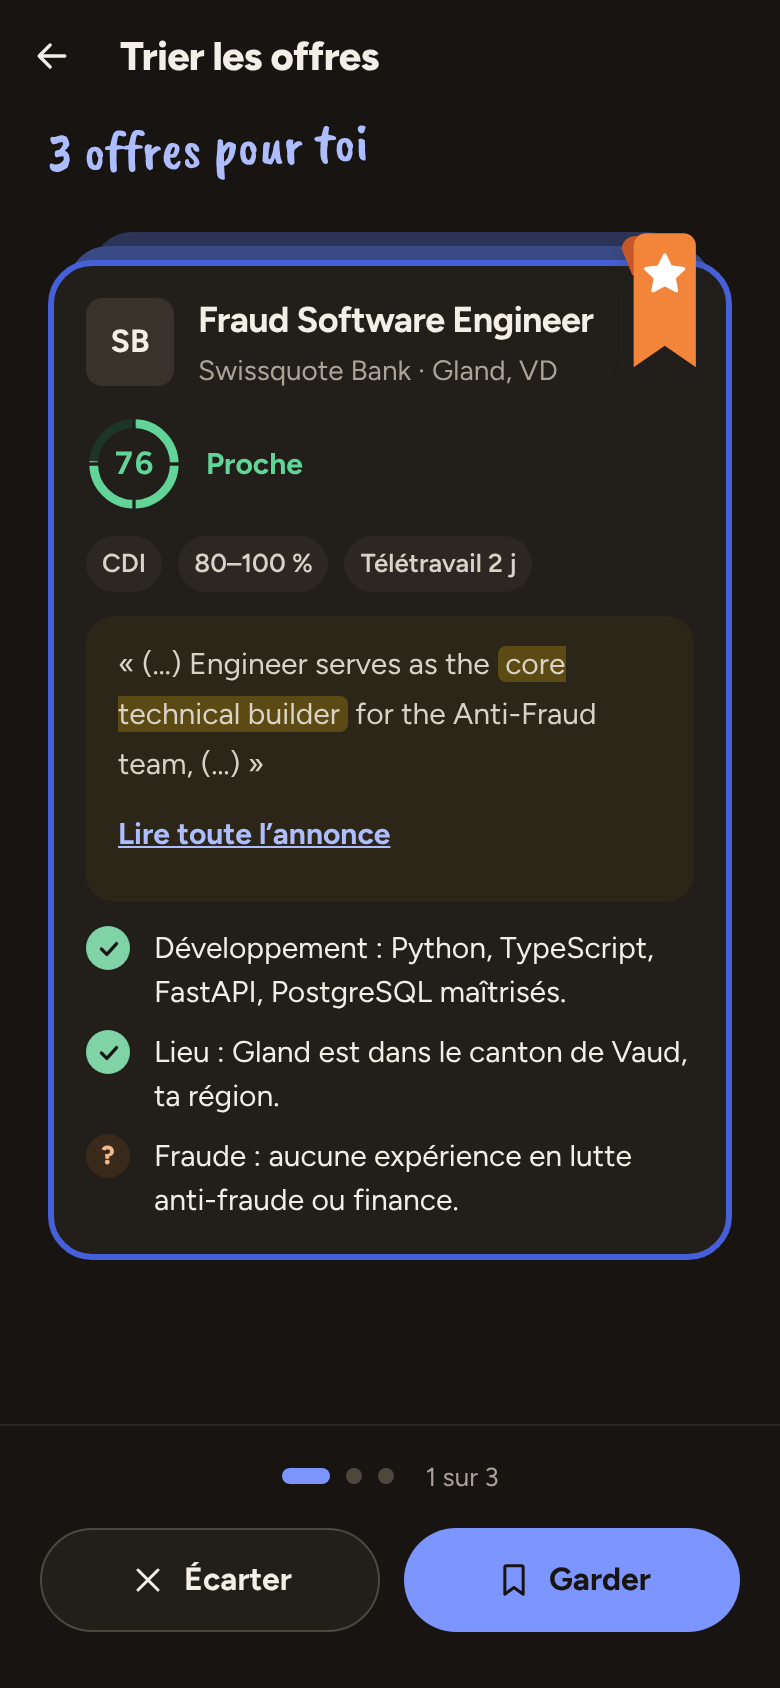 Trier les offres
3 offres pour toi
SB
Fraud Software Engineer
Swissquote Bank · Gland, VD
76
Proche
CDI
80–100 %
Télétravail 2 j
« (...) Engineer serves as the core
technical builder for the Anti-Fraud
team, (...) »
Lire toute l’annonce
Développement : Python, TypeScript,
FastAPI, PostgreSQL maîtrisés.
Lieu : Gland est dans le canton de Vaud,
ta région.
?
Fraude : aucune expérience en lutte
anti-fraude ou finance.
1 sur 3
Écarter
Garder